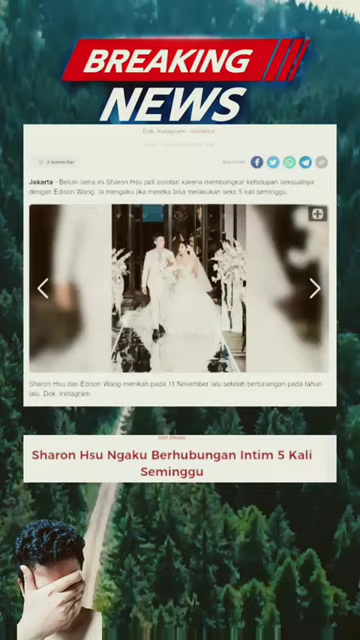 BREAKING
NEWS
Dok. Instagram
Jakarta - Belum lama ini Sharon Hsu jadi sorotan karena membongkar kehidupan seksualnya
dengan Edison Wang. Ia mengaku jika mereka bisa melakukan seks 5 kali seminggu.
Sharon Hsu dan Edison Wang menikah pada 11 November lalu setelah bertunangan pada tahun
lalu. Dok. Instagram
Hot Photo
Sharon Hsu Ngaku Berhubungan Intim 5 Kali
Seminggu